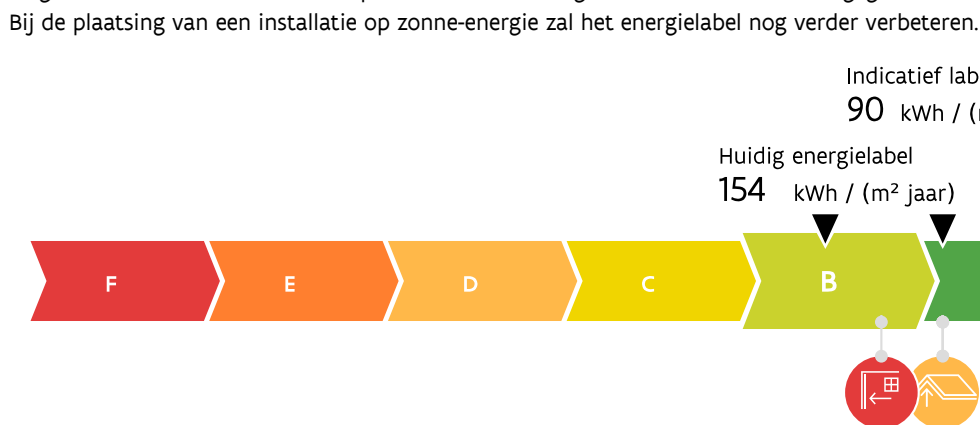 Bij de plaatsing van een installatie op zonne-energie zal het energielabel nog verder verbeteren.
Indicatief
90 kWh /
Huidig energielabel
154 kWh / (m² jaar)
F E D C B